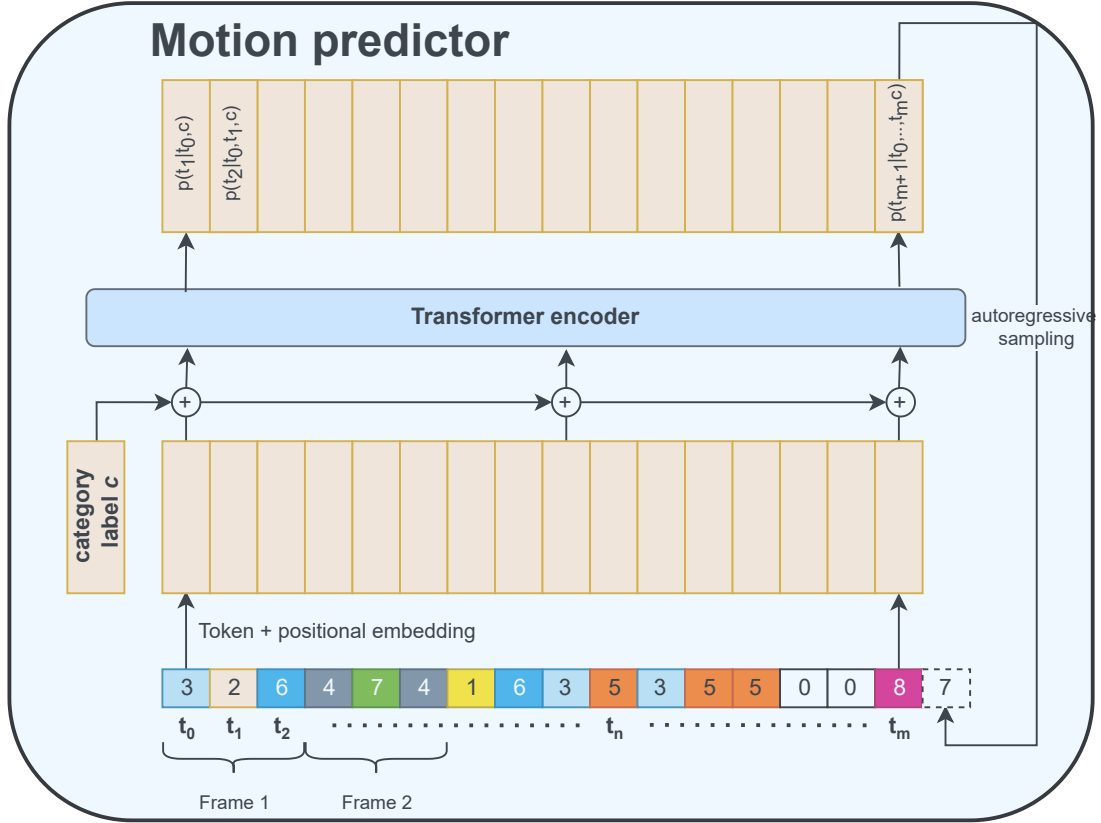 Motion predictor
p(t1|t0,c)
p(t2|t0,t1,c)
p(tm+1|t0,...,tmc)
Transformer encoder
autoregressive
sampling
+ + +
category
label c
Token + positional embedding
3 2 6 4 7 4 1 6 3 5 3 5 5 0 0 8 7
t0 t1 t2 tn tm
Frame 1 Frame 2